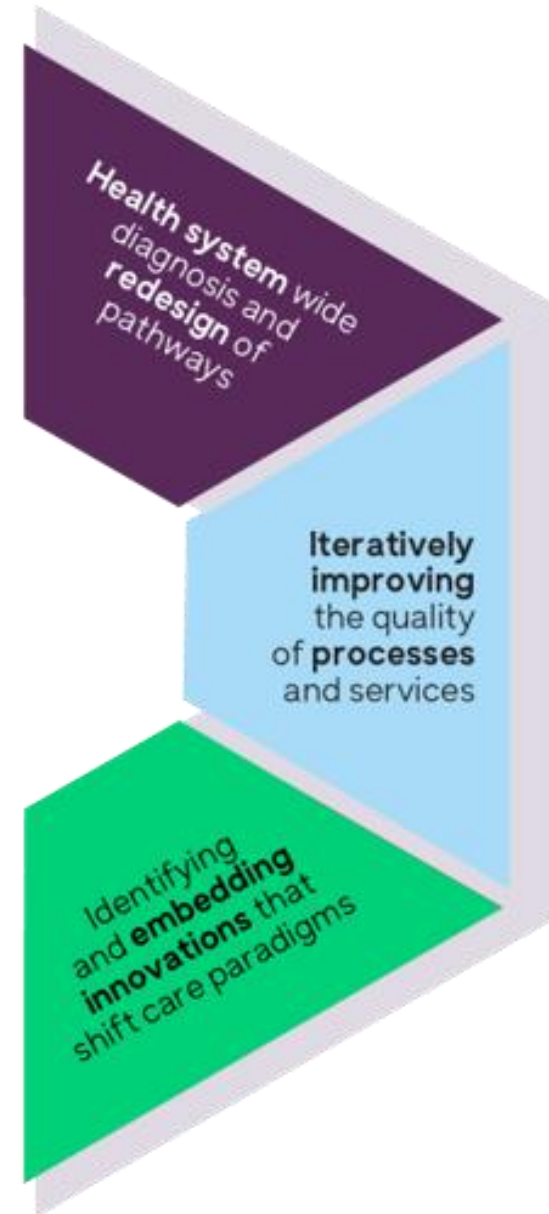 Health system wide
diagnosis and
redesign of
pathways
Iteratively
improving
the quality
of processes
and services
Identifying
and embedding
innovations that
shift care paradigms